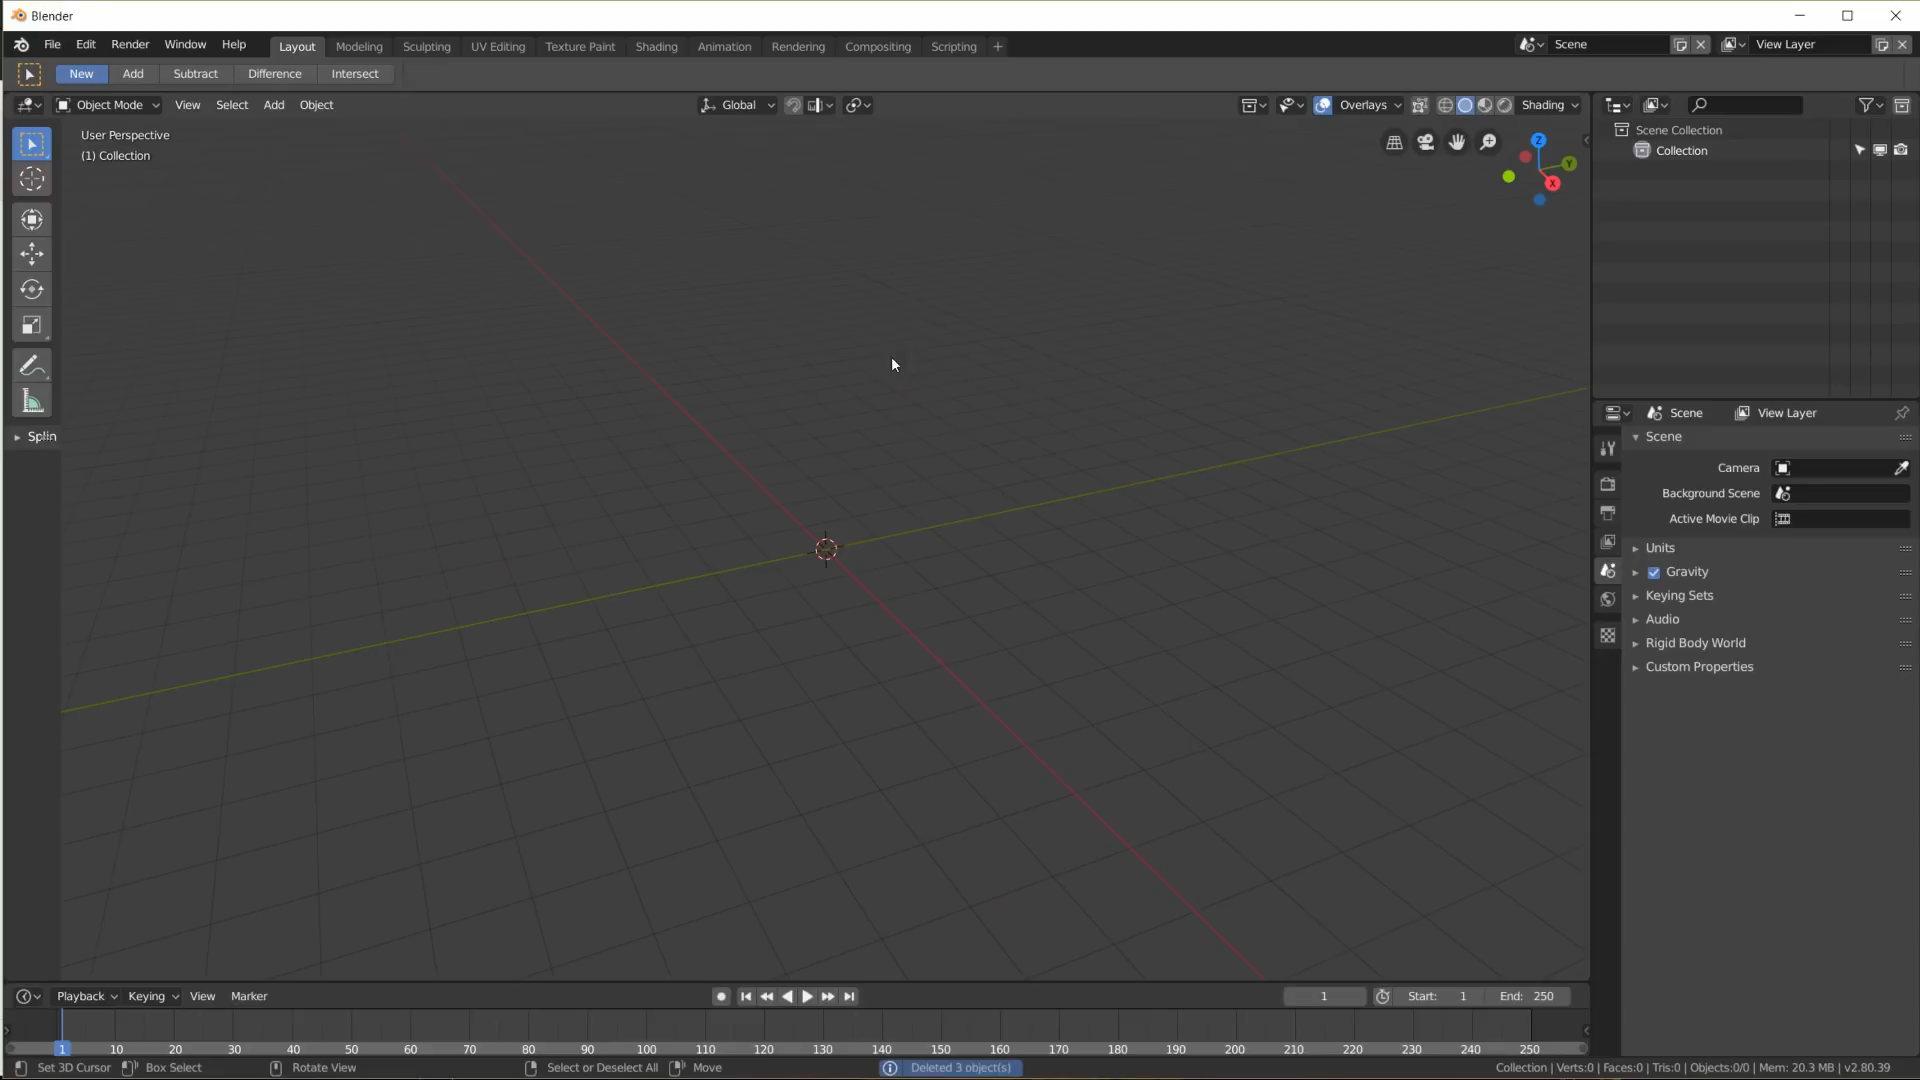 Blender
File Edit Render Window Help Layout Modeling Sculpting UV Editing Texture Paint Shading Animation Rendering Compositing Scripting + Scene View Layer
New Add Subtract Difference Intersect
Object Mode View Select Add Object Global Overlays Shading
User Perspective
(1) Collection
Z
Y
X
Splin
Scene Collection
Collection
Scene View Layer
Scene
Camera
Background Scene
Active Movie Clip
Units
Gravity
Keying Sets
Audio
Rigid Body World
Custom Properties
Playback Keying View Marker 1 Start: 1 End: 250
1 10 20 30 40 50 60 70 80 90 100 110 120 130 140 150 160 170 180 190 200 210 220 230 240 250
Set 3D Cursor Box Select Rotate View Select or Deselect All Move Deleted 3 object(s) Collection | Verts:0 | Faces:0 | Tris:0 | Objects:0/0 | Mem: 20.3 MB | v2.80.39